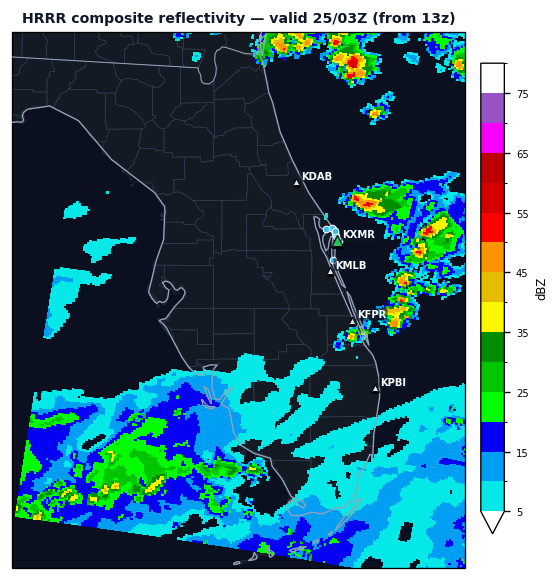 HRRR composite reflectivity — valid 25/03Z (from 13z)
KDAB
KXMR
KMLB
KFPR
KPBI
75
65
55
45
35
25
15
5
dBZ